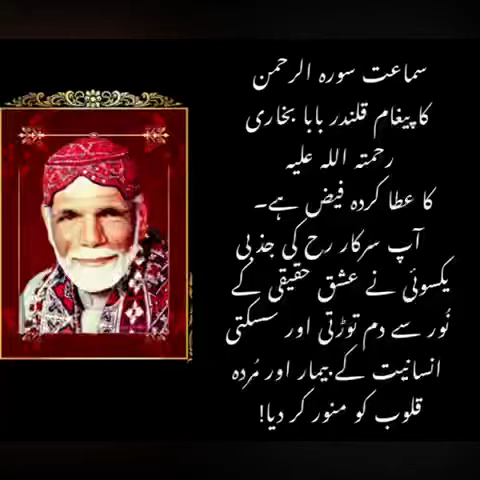 سماعت سورہ الرحمن
کا پیغام قلندر بابا بخاری
رحمتہ اللہ علیہ
کا عطا کردہ فیض ہے۔
آپ سرکار رح کی جذبی
یکسوئی نے عشق حقیقی کے
نُور سے دم توڑتی اور سسکتی
انسانیت کے بیمار اور مُردہ
قلوب کو منور کر دیا!